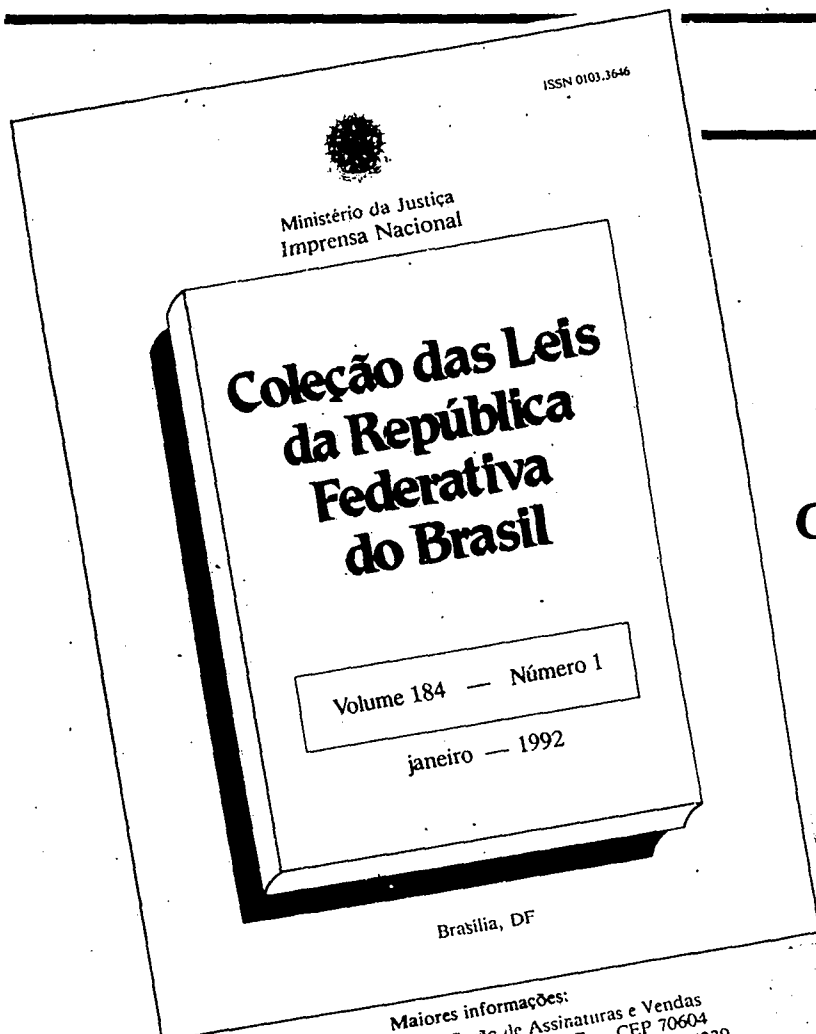 ISSN 0103.3646
Ministério da Justiça
Imprensa Nacional
Coleção das Leis
da República
Federativa
do Brasil
Volume 184 — Número 1
janeiro — 1992
Brasília, DF
Maiores informações:
de Assinaturas e Vendas
CEP 70604